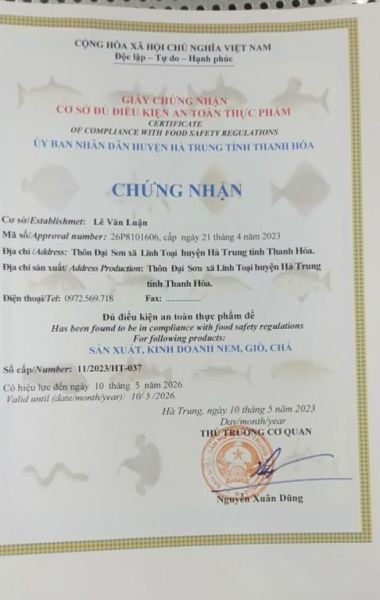 CỘNG HÒA XÃ HỘI CHỦ NGHĨA VIỆT NAM
Độc lập – Tự do – Hạnh phúc
GIẤY CHỨNG NHẬN
CƠ SỞ ĐỦ ĐIỀU KIỆN AN TOÀN THỰC PHẨM
CERTIFICATE
OF COMPLIANCE WITH FOOD SAFETY REGULATIONS
ỦY BAN NHÂN DÂN HUYỆN HÀ TRUNG TỈNH THANH HÓA
CHỨNG NHẬN
Cơ sở/Establishmet: Lê Văn Luận
Mã số/Approval number: 26P8101606, cấp ngày 21 tháng 4 năm 2023
Địa chỉ/Address: Thôn Đại Sơn xã Lĩnh Toại huyện Hà Trung tỉnh Thanh Hóa.
Địa chỉ sản xuất/ Address Production: Thôn Đại Sơn xã Lĩnh Toại huyện Hà Trung
tỉnh Thanh Hóa.
Điện thoại/Tel: 0972.569.718 Fax: ................
Đủ điều kiện an toàn thực phẩm để
Has been found to be in compliance with food safety regulations
For following products:
SẢN XUẤT, KINH DOANH NEM, GIÒ, CHẢ
Số cấp/Number: 11/2023/HT-037
Có hiệu lực đến ngày 10 tháng 5 năm 2026
Valid until (date/month/year): 10/ 5 /2026.
Hà Trung, ngày 10 tháng 5 năm 2023
Day/month/year
THỦ TRƯỞNG CƠ QUAN
Nguyễn Xuân Dũng